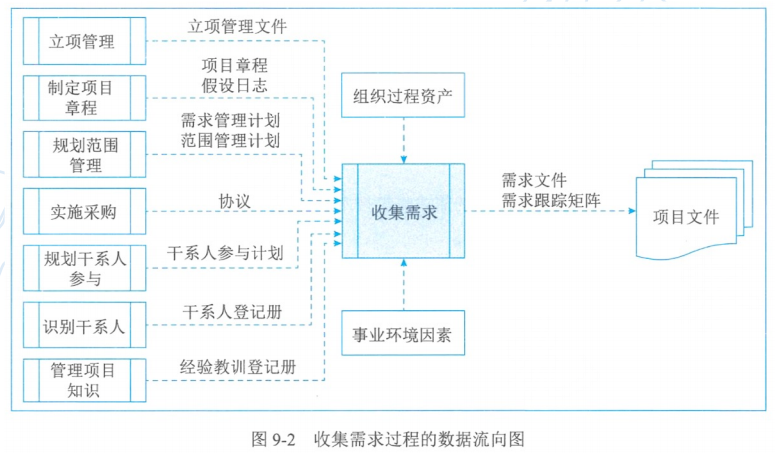 立项管理
立项管理文件
制定项目
章程
项目章程
假设日志
规划范围
管理
需求管理计划
范围管理计划
实施采购
协议
规划干系人
参与
干系人参与计划
识别干系人
干系人登记册
管理项目
知识
经验教训登记册
组织过程资产
收集需求
事业环境因素
需求文件
需求跟踪矩阵
项目文件
图 9-2 收集需求过程的数据流向图